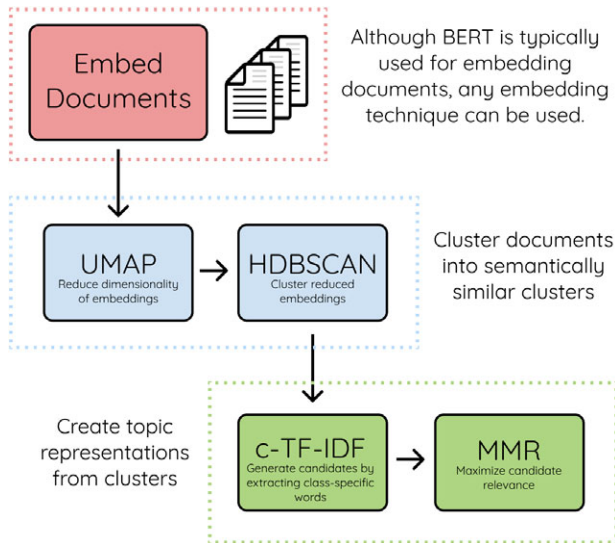 Embed
Documents
Although BERT is typically
used for embedding
documents, any embedding
technique can be used.
UMAP
Reduce dimensionality
of embeddings
HDBSCAN
Cluster reduced
embeddings
Cluster documents
into semantically
similar clusters
Create topic
representations
from clusters
c-TF-IDF
Generate candidates by
extracting class-specific
words
MMR
Maximize candidate
relevance